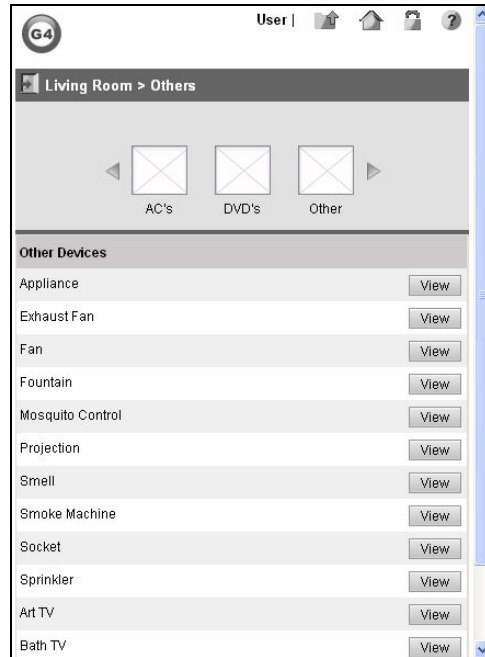 G4
User |
?
Living Room > Others
AC's DVD's Other
Other Devices
Appliance View
Exhaust Fan View
Fan View
Fountain View
Mosquito Control View
Projection View
Smell View
Smoke Machine View
Socket View
Sprinkler View
Art TV View
Bath TV View